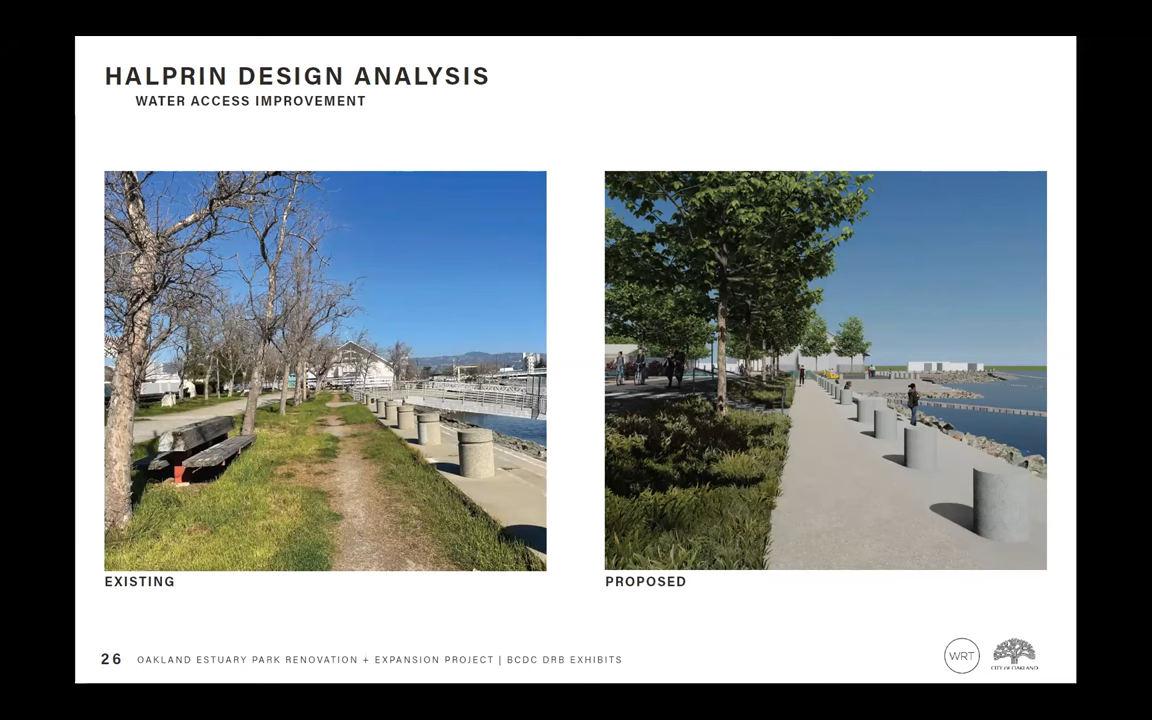 HALPRIN DESIGN ANALYSIS
WATER ACCESS IMPROVEMENT
EXISTING
PROPOSED
26 OAKLAND ESTUARY PARK RENOVATION + EXPANSION PROJECT | BCDC DRB EXHIBITS
WRT
CITY OF OAKLAND